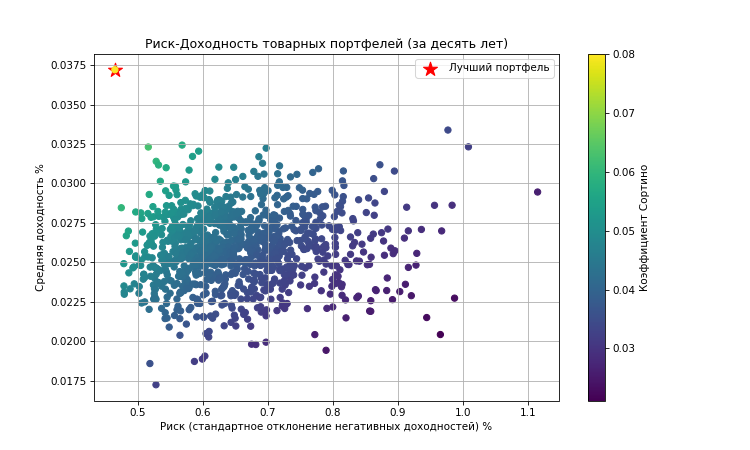 Риск-Доходность товарных портфелей (за десять лет)
Лучший портфель
Средняя доходность %
0.0375
0.0350
0.0325
0.0300
0.0275
0.0250
0.0225
0.0200
0.0175
0.5 0.6 0.7 0.8 0.9 1.0 1.1
Риск (стандартное отклонение негативных доходностей) %
0.08
0.07
0.06
0.05
0.04
0.03
Коэффициент Сортино